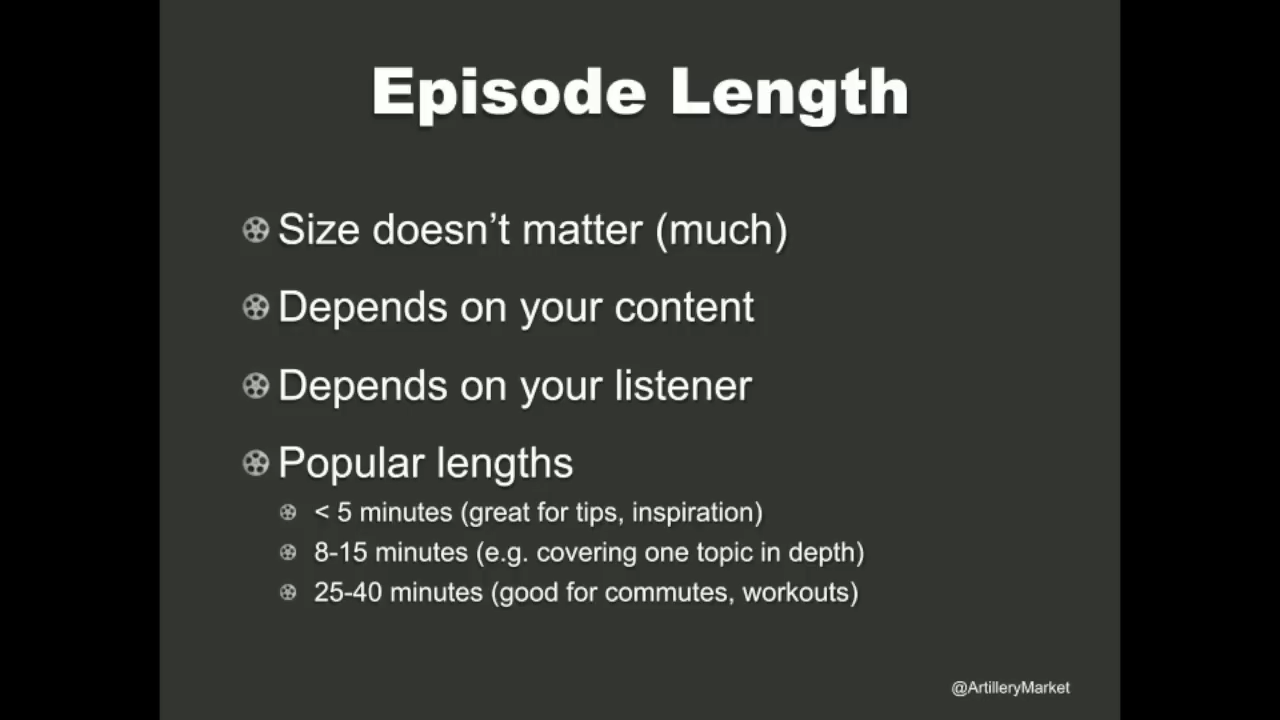 Episode Length
Size doesn’t matter (much)
Depends on your content
Depends on your listener
Popular lengths
< 5 minutes (great for tips, inspiration)
8-15 minutes (e.g. covering one topic in depth)
25-40 minutes (good for commutes, workouts)
@ArtilleryMarket